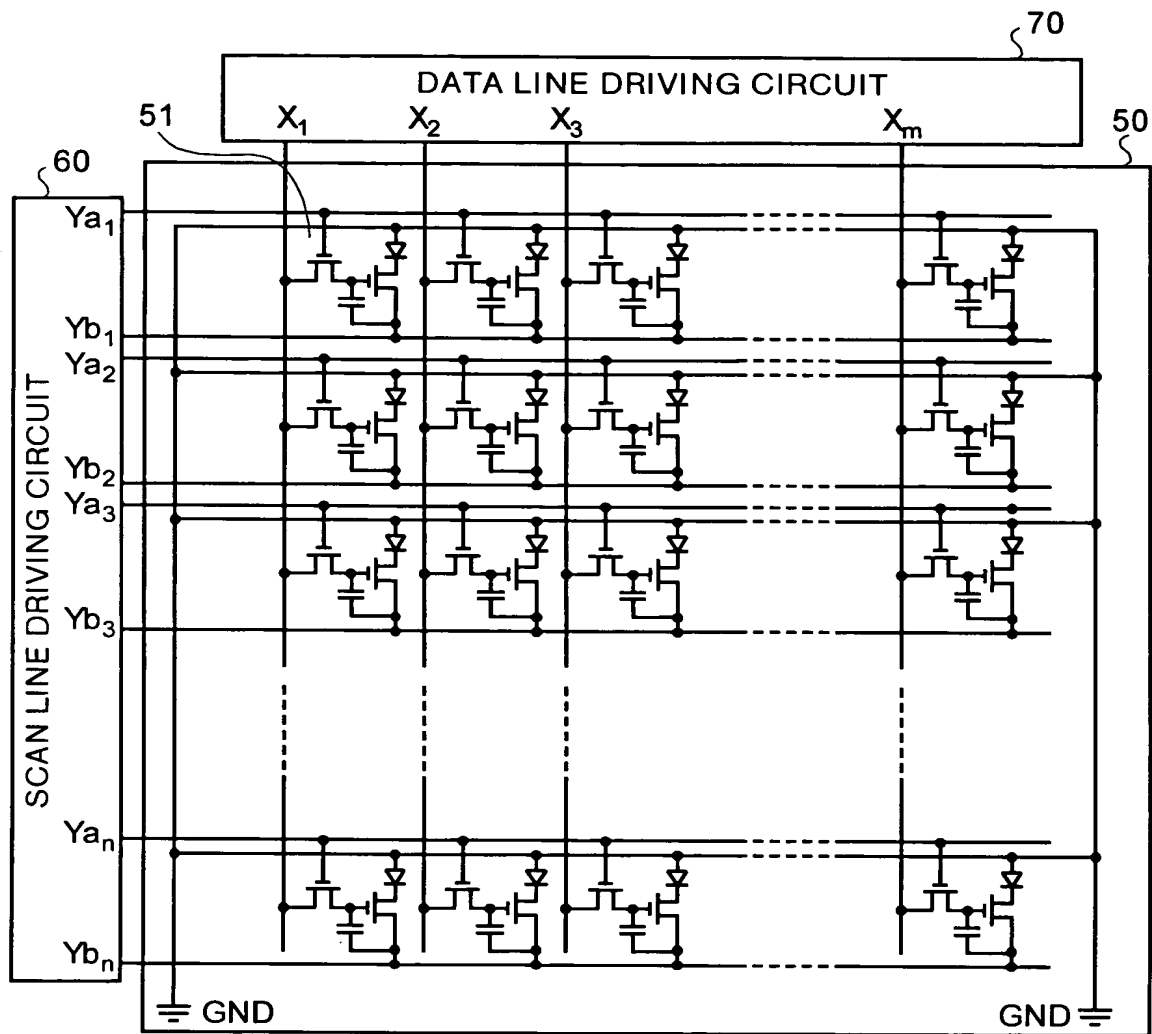 70
DATA LINE DRIVING CIRCUIT
X1 X2 X3 Xm
51
50
60
SCAN LINE DRIVING CIRCUIT
Ya1
Yb1
Ya2
Yb2
Ya3
Yb3
Yan
Ybn
GND GND